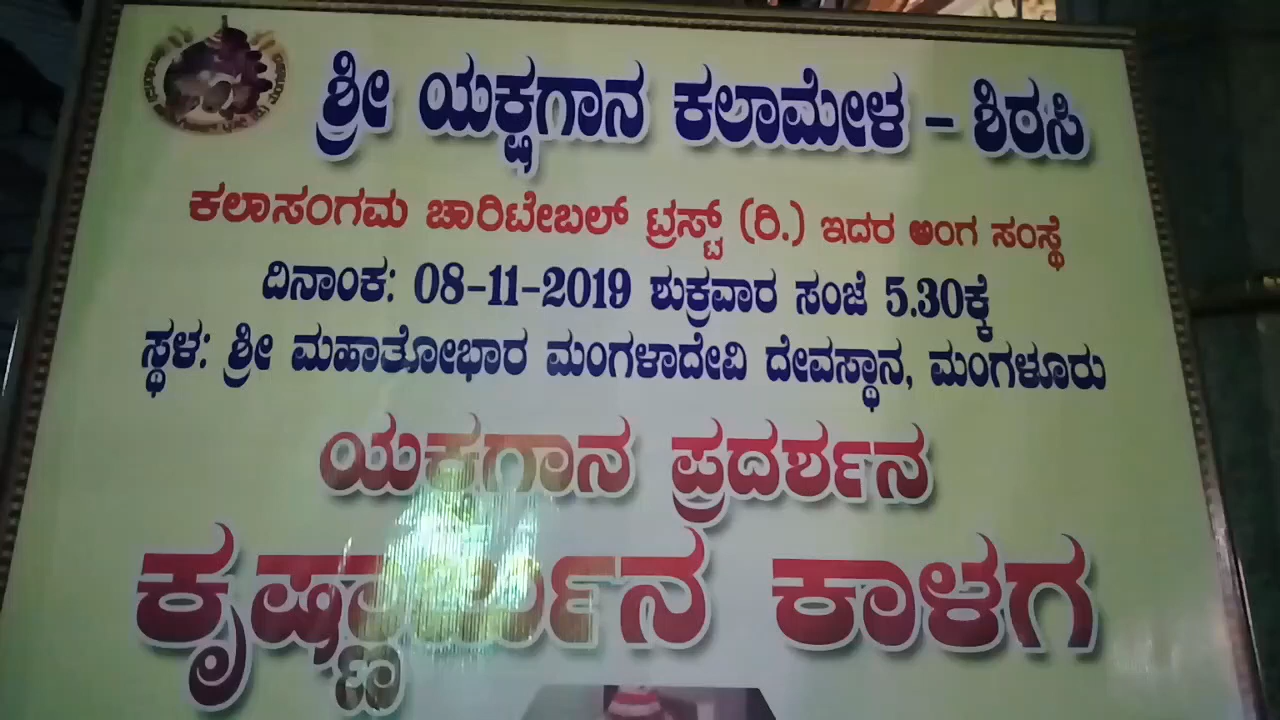 ಶ್ರೀ ಯಕ್ಷಗಾನ ಕಲಾಮೇಳ - ಶಿರಸಿ
ಕಲಾಸಂಗಮ ಚಾರಿಟೇಬಲ್ ಟ್ರಸ್ಟ್ (ರಿ.) ಇದರ ಅಂಗ ಸಂಸ್ಥೆ
ದಿನಾಂಕ: 08-11-2019 ಶುಕ್ರವಾರ ಸಂಜೆ 5.30ಕ್ಕೆ
ಸ್ಥಳ: ಶ್ರೀ ಮಹಾತೋಭಾರ ಮಂಗಳಾದೇವಿ ದೇವಸ್ಥಾನ, ಮಂಗಳೂರು
ಯಕ್ಷಗಾನ ಪ್ರದರ್ಶನ
ಕೃಷ್ಣಾರ್ಜುನ ಕಾಳಗ